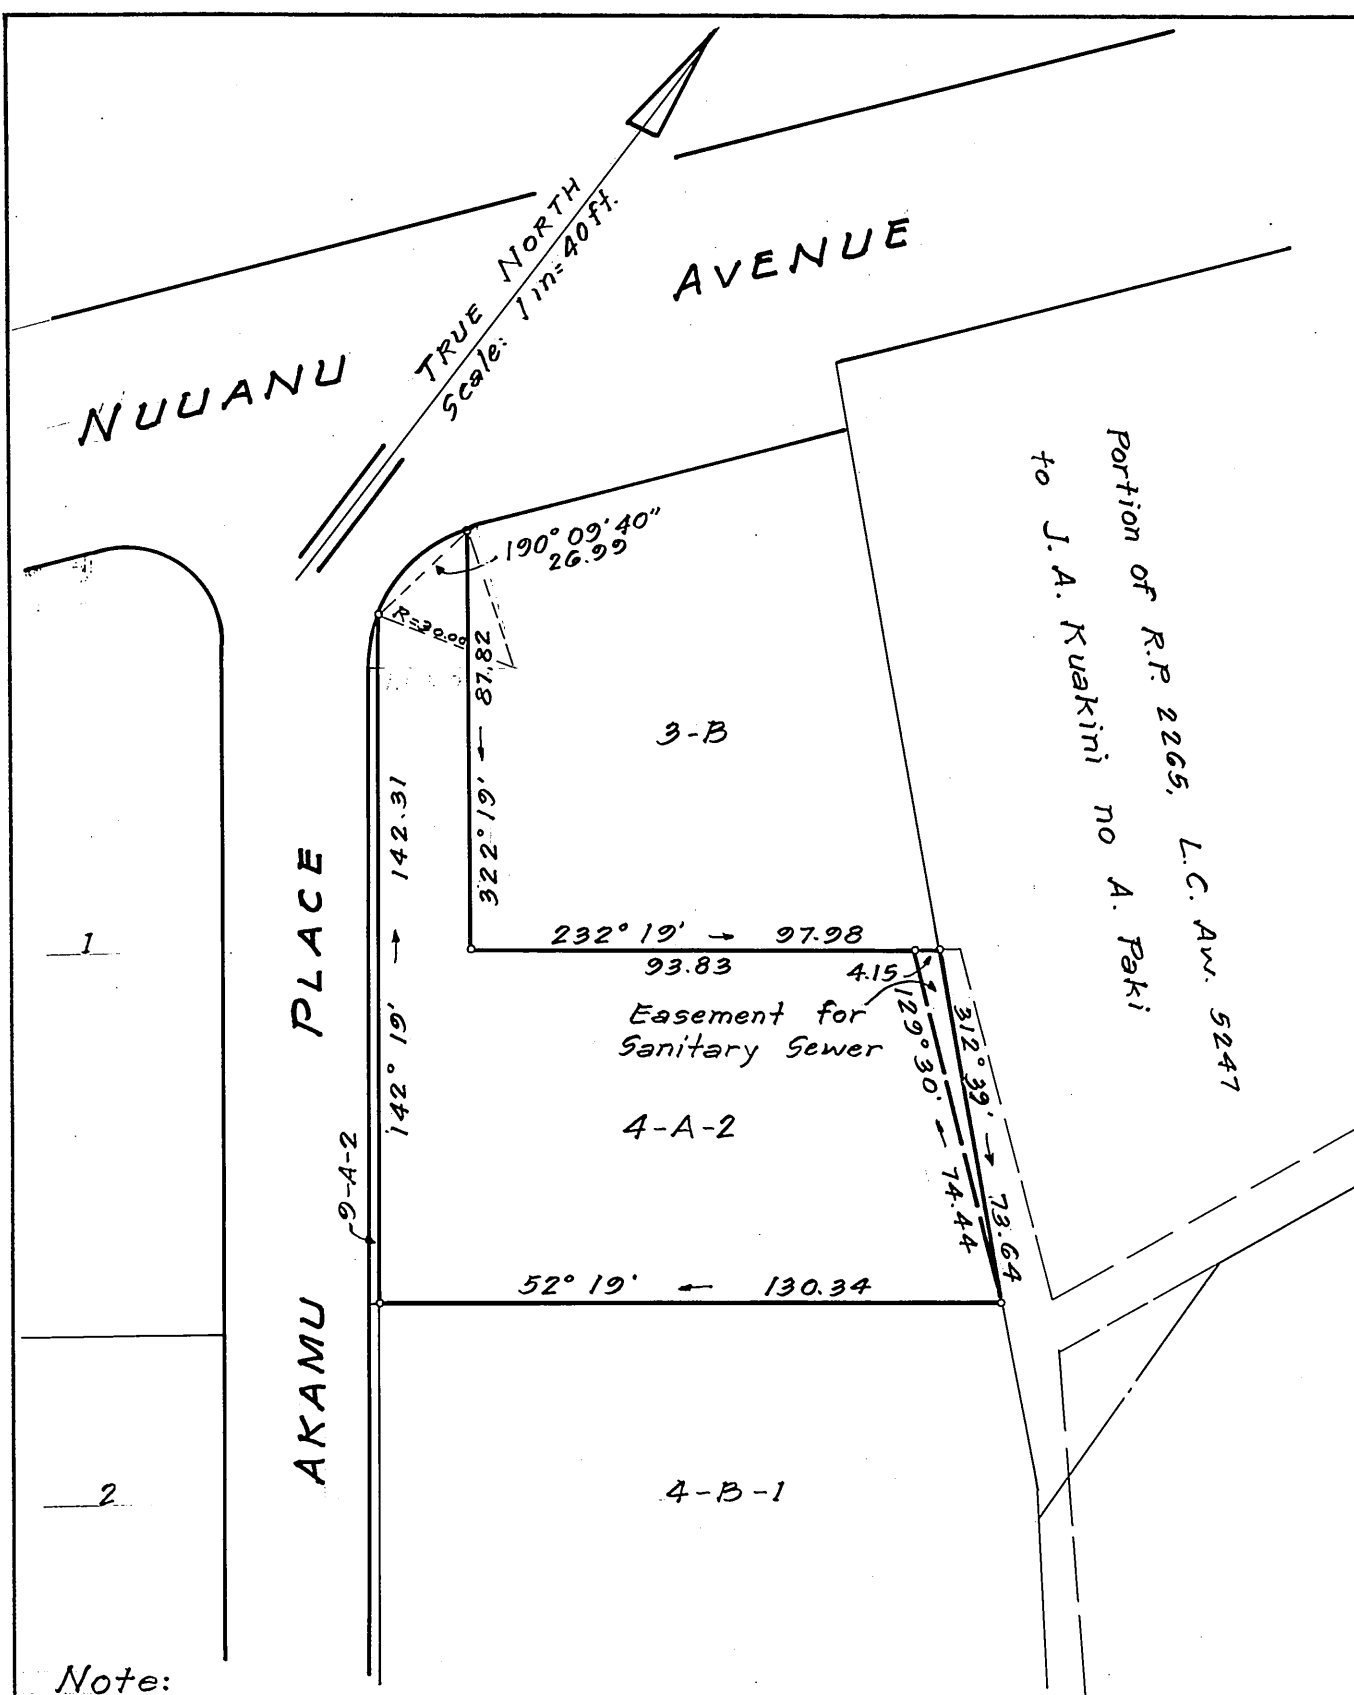 NUUANU AVENUE
TRUE NORTH
Scale: 1 in=40ft.
190° 09' 40"
26.99
R=30.00
322° 19' ← 87.82
3-B
Portion of R.P. 2265, L.C. Aw. 5247
to J.A. Kuakini no A. Paki
142° 19' → 142.31
232° 19' → 97.98
93.83
4.15
Easement for
Sanitary Sewer
129° 30' ← 74.44
312° 39' → 73.64
4-A-2
9-A-2
1
AKAMU PLACE
52° 19' ← 130.34
2
4-B-1
Note: